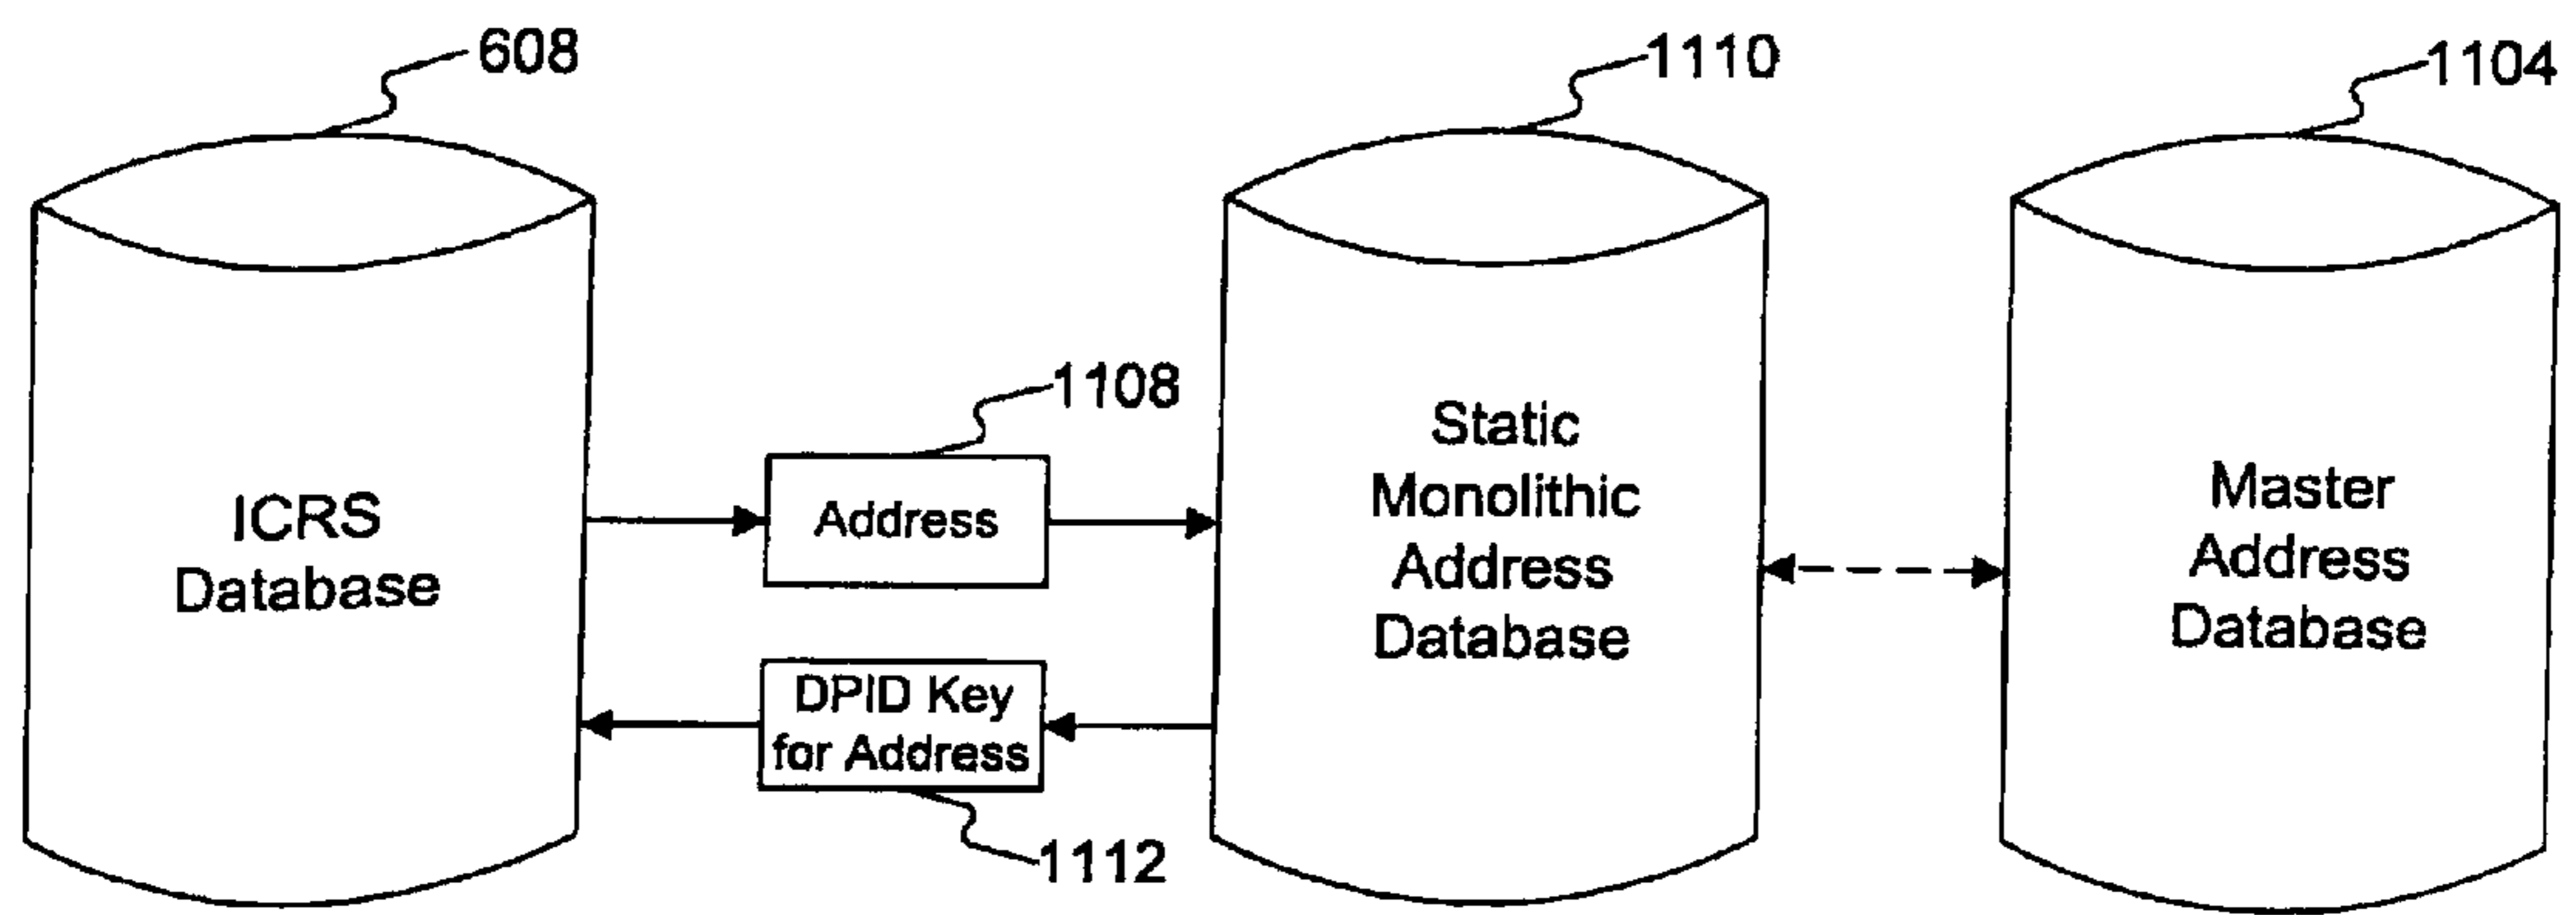 608
1110
1104
1108
ICRS
Database
Address
Static
Monolithic
Address
Database
Master
Address
Database
DPID Key
for Address
1112